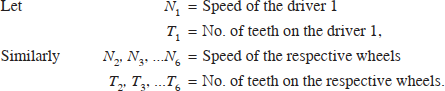 Let N₁ = Speed of the driver 1
T₁ = No. of teeth on the driver 1,
Similarly N₂, N₃, ...N₆ = Speed of the respective wheels
T₂, T₃, ...T₆ = No. of teeth on the respective wheels.